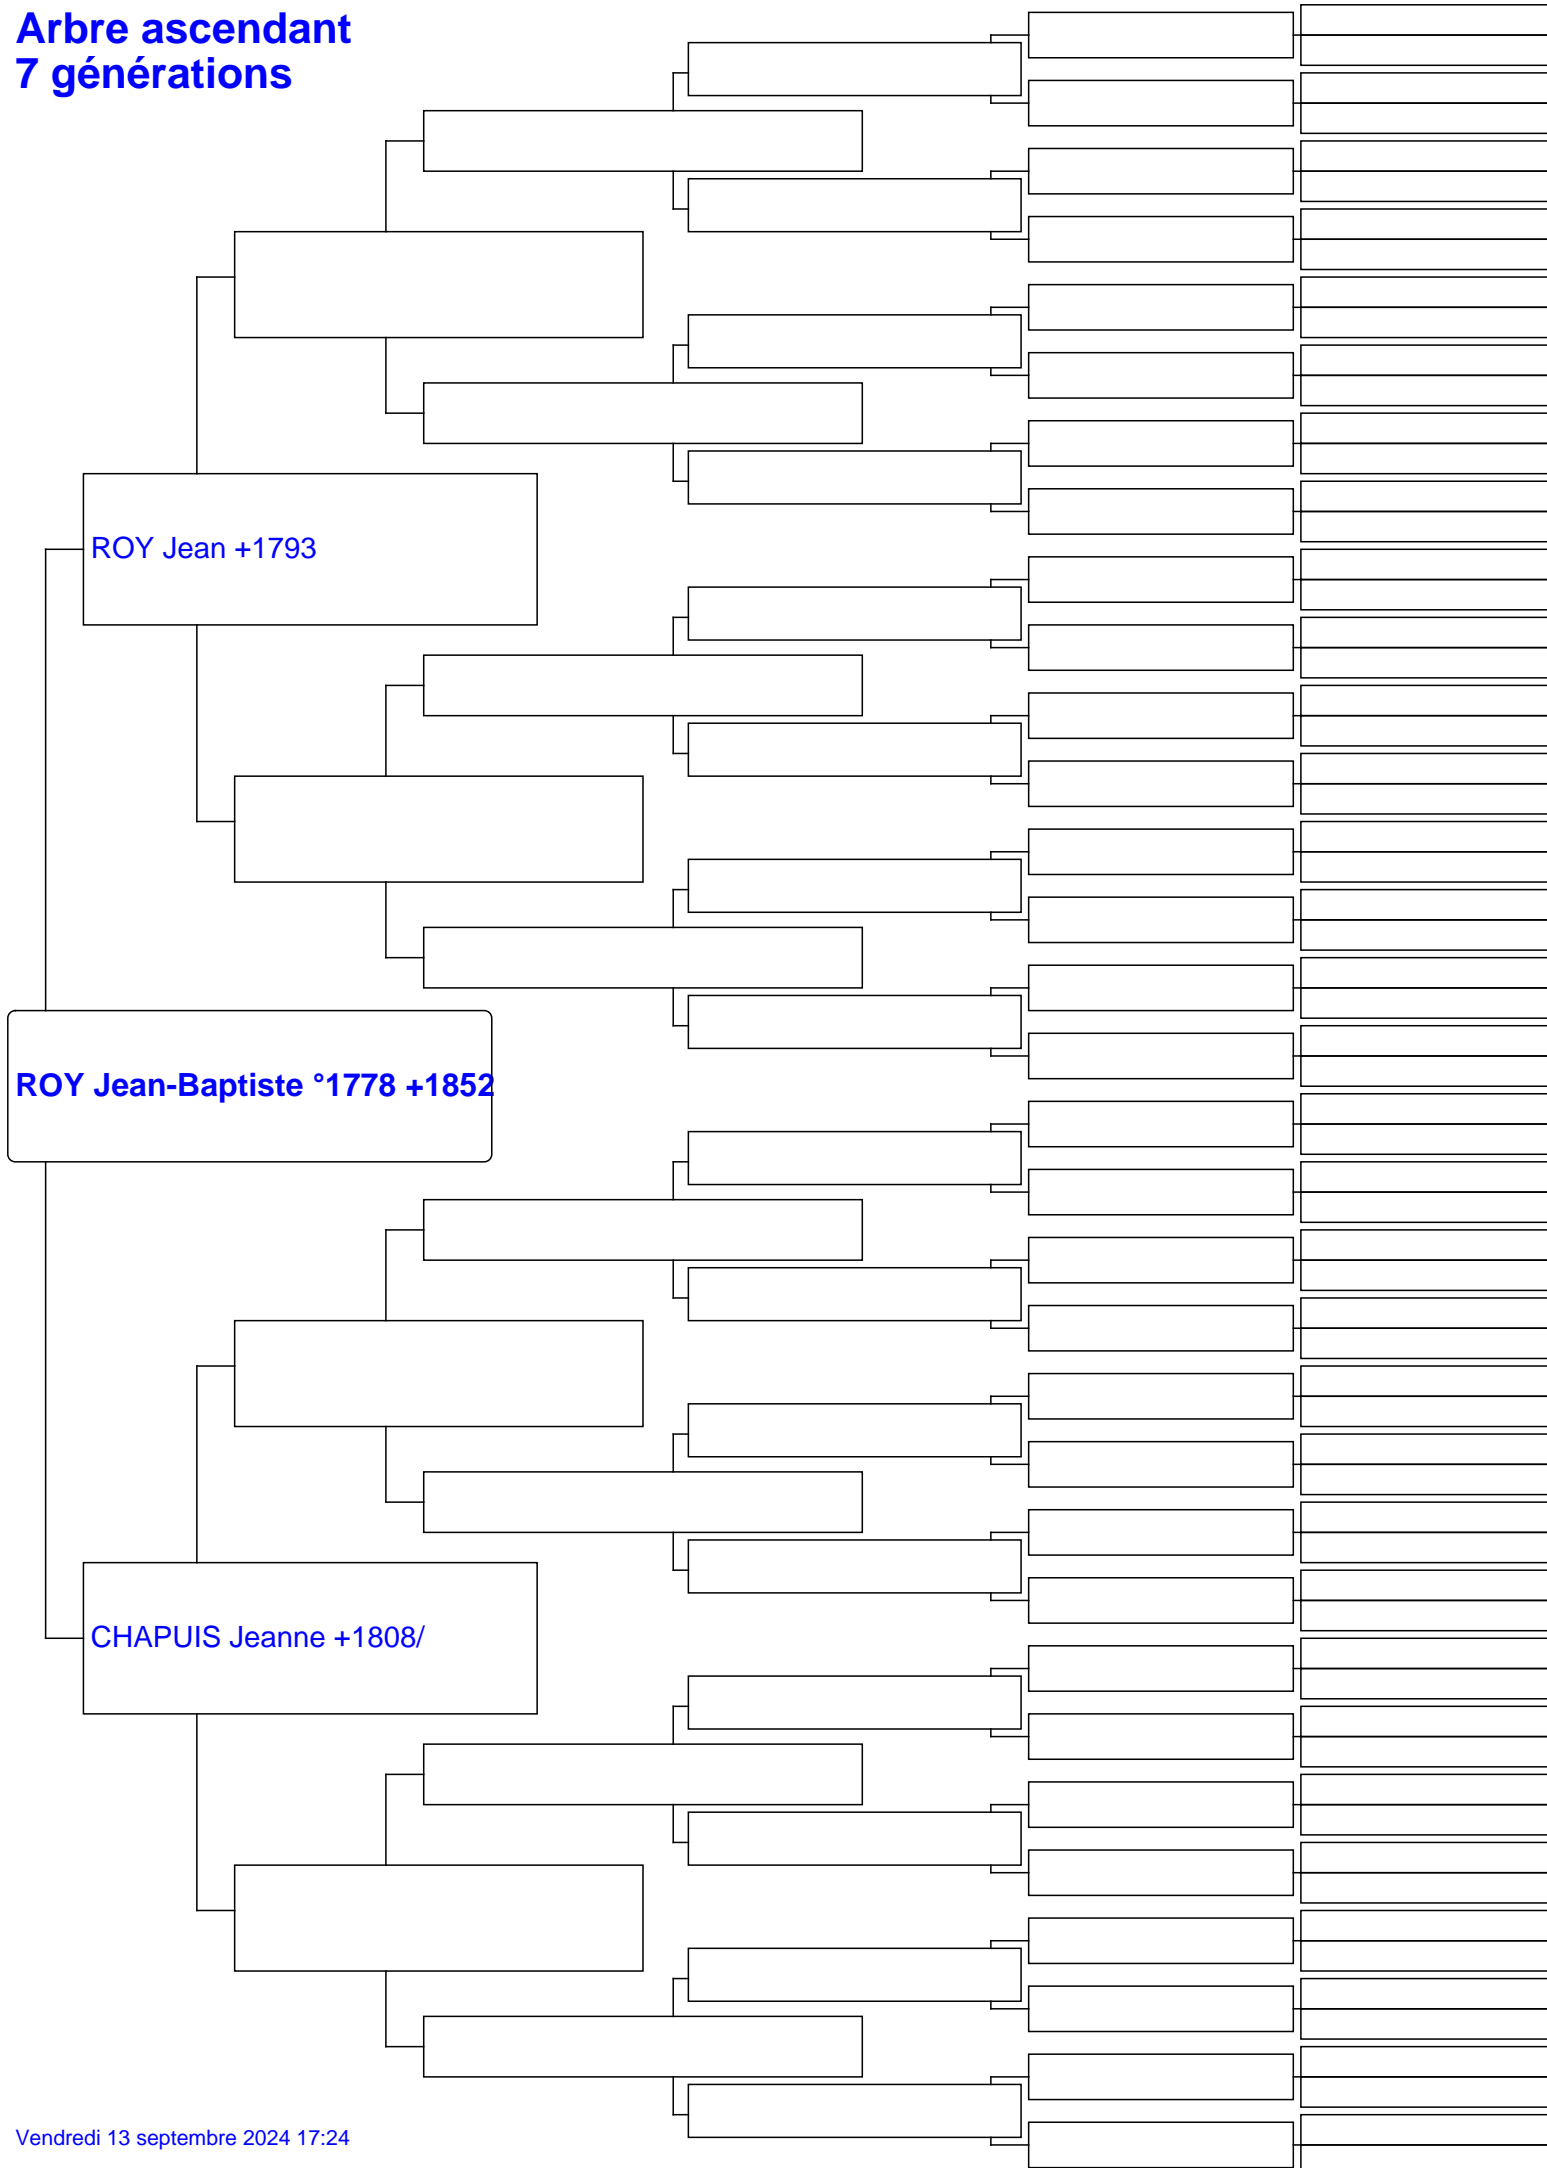 Arbre ascendant
7 générations
ROY Jean +1793
ROY Jean-Baptiste °1778 +1852
CHAPUIS Jeanne +1808/
Vendredi 13 septembre 2024 17:24